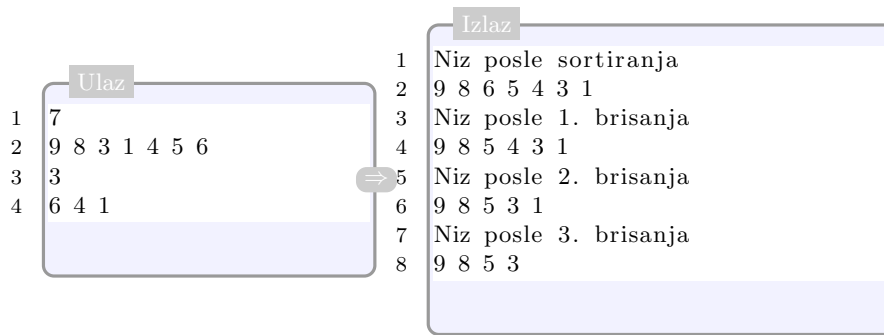 Ulaz
1 7
2 9 8 3 1 4 5 6
3 3
4 6 4 1
⇒
Izlaz
1 Niz posle sortiranja
2 9 8 6 5 4 3 1
3 Niz posle 1. brisanja
4 9 8 5 4 3 1
5 Niz posle 2. brisanja
6 9 8 5 3 1
7 Niz posle 3. brisanja
8 9 8 5 3